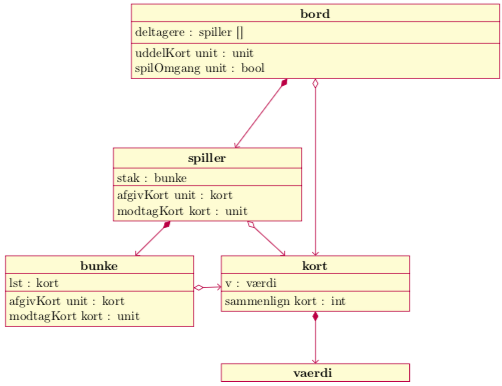 bord
deltagere : spiller []
uddelKort unit : unit
spilOmgang unit : bool
spiller
stak : bunke
afgivKort unit : kort
modtagKort kort : unit
bunke
lst : kort
afgivKort unit : kort
modtagKort kort : unit
kort
v : værdi
sammenlign kort : int
vaerdi